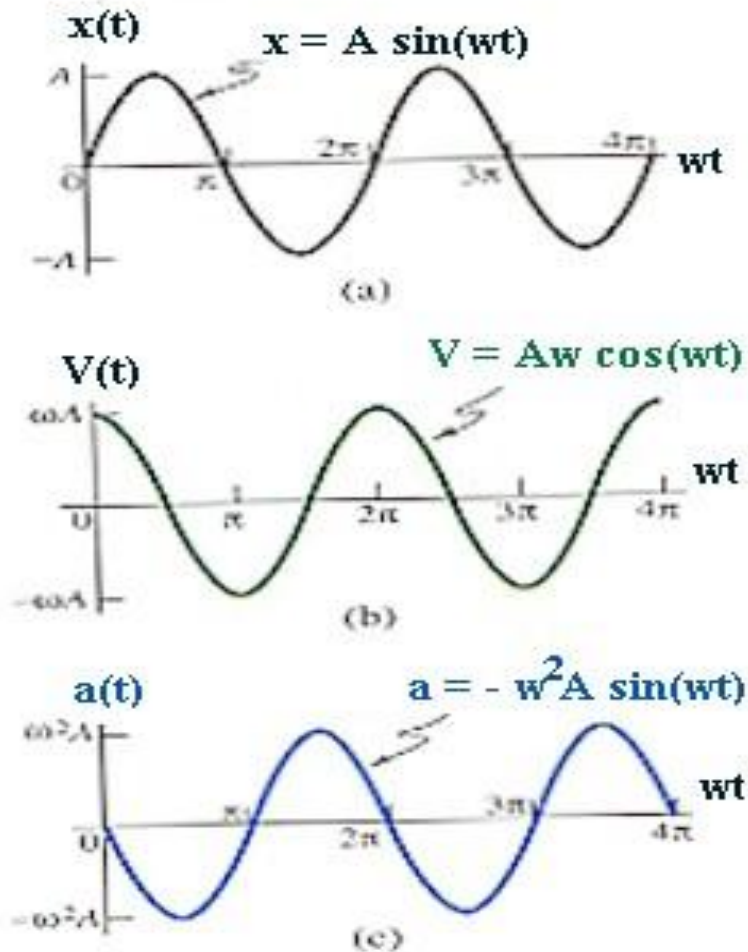 x(t)
x = A sin(wt)
A
2π
4π
wt
0
π
3π
-A
(a)
V = Aw cos(wt)
V(t)
ωA
wt
0
π
2π
3π
4π
-ωA
(b)
a(t)
a = - w²A sin(wt)
ω²A
wt
π
3π
0
2π
4π
-ω²A
(c)